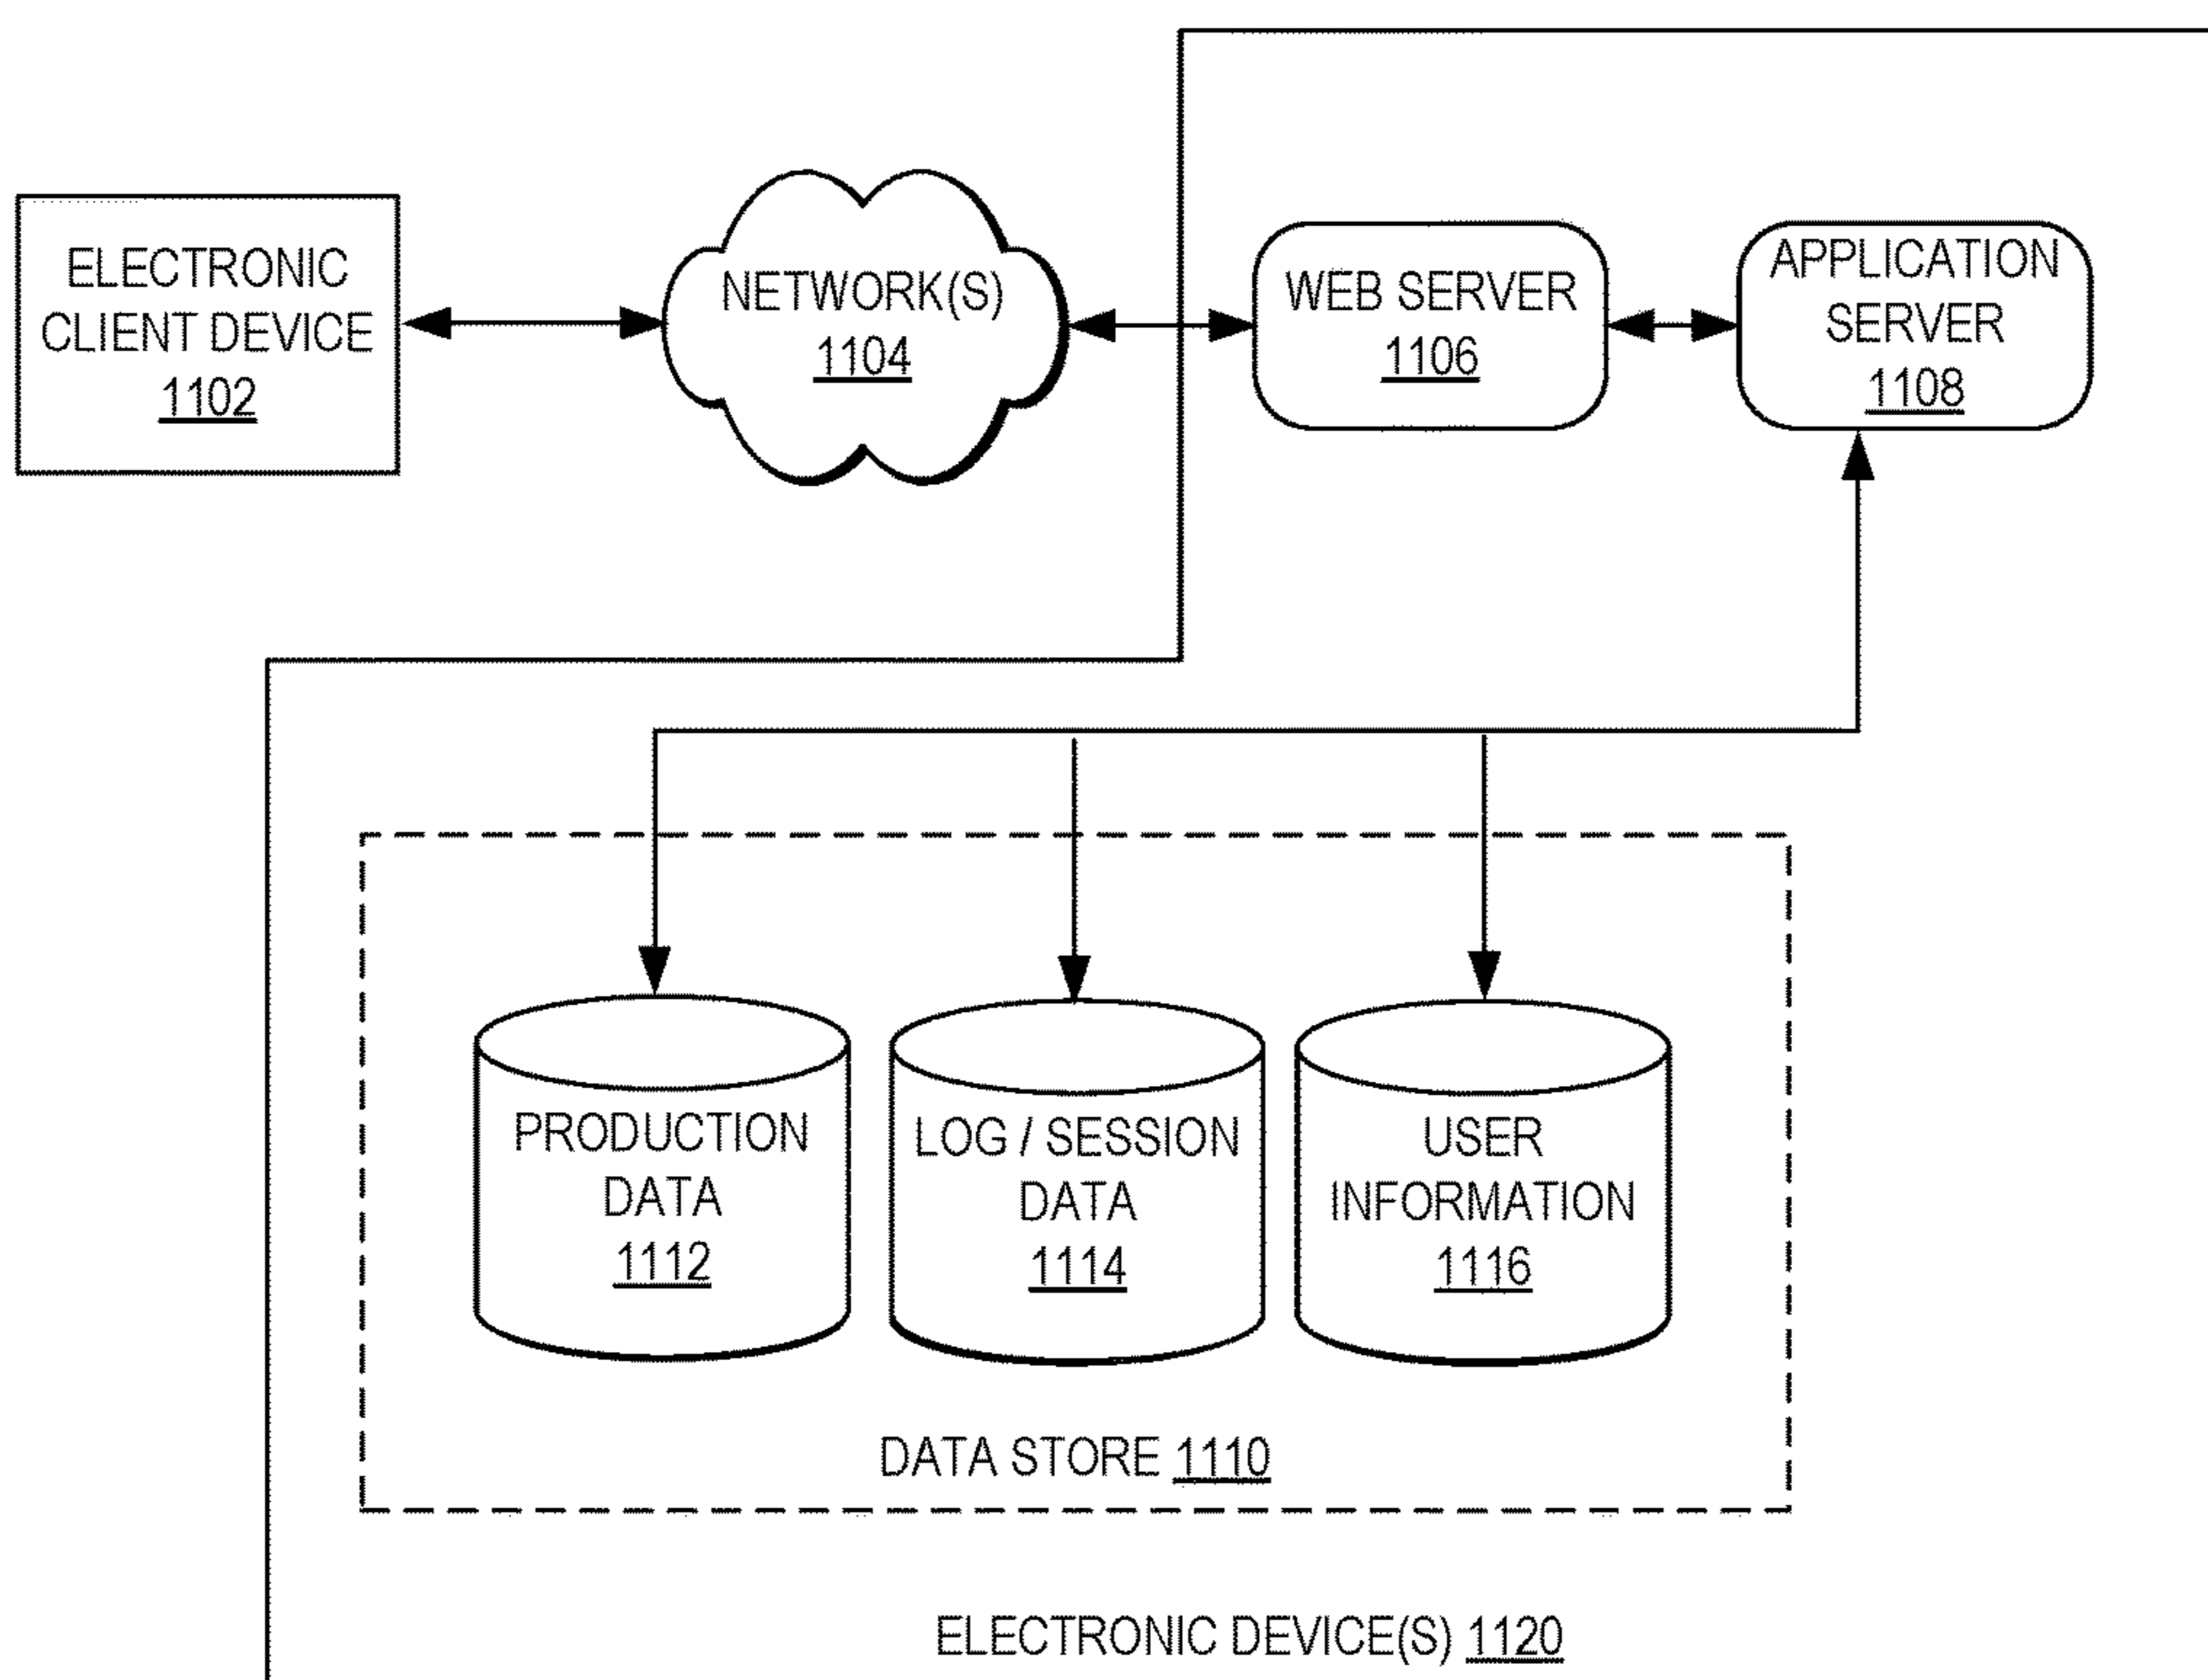 ELECTRONIC
CLIENT DEVICE
1102
NETWORK(S)
1104
WEB SERVER
1106
APPLICATION
SERVER
1108
PRODUCTION
DATA
1112
LOG / SESSION
DATA
1114
USER
INFORMATION
1116
DATA STORE 1110
ELECTRONIC DEVICE(S) 1120